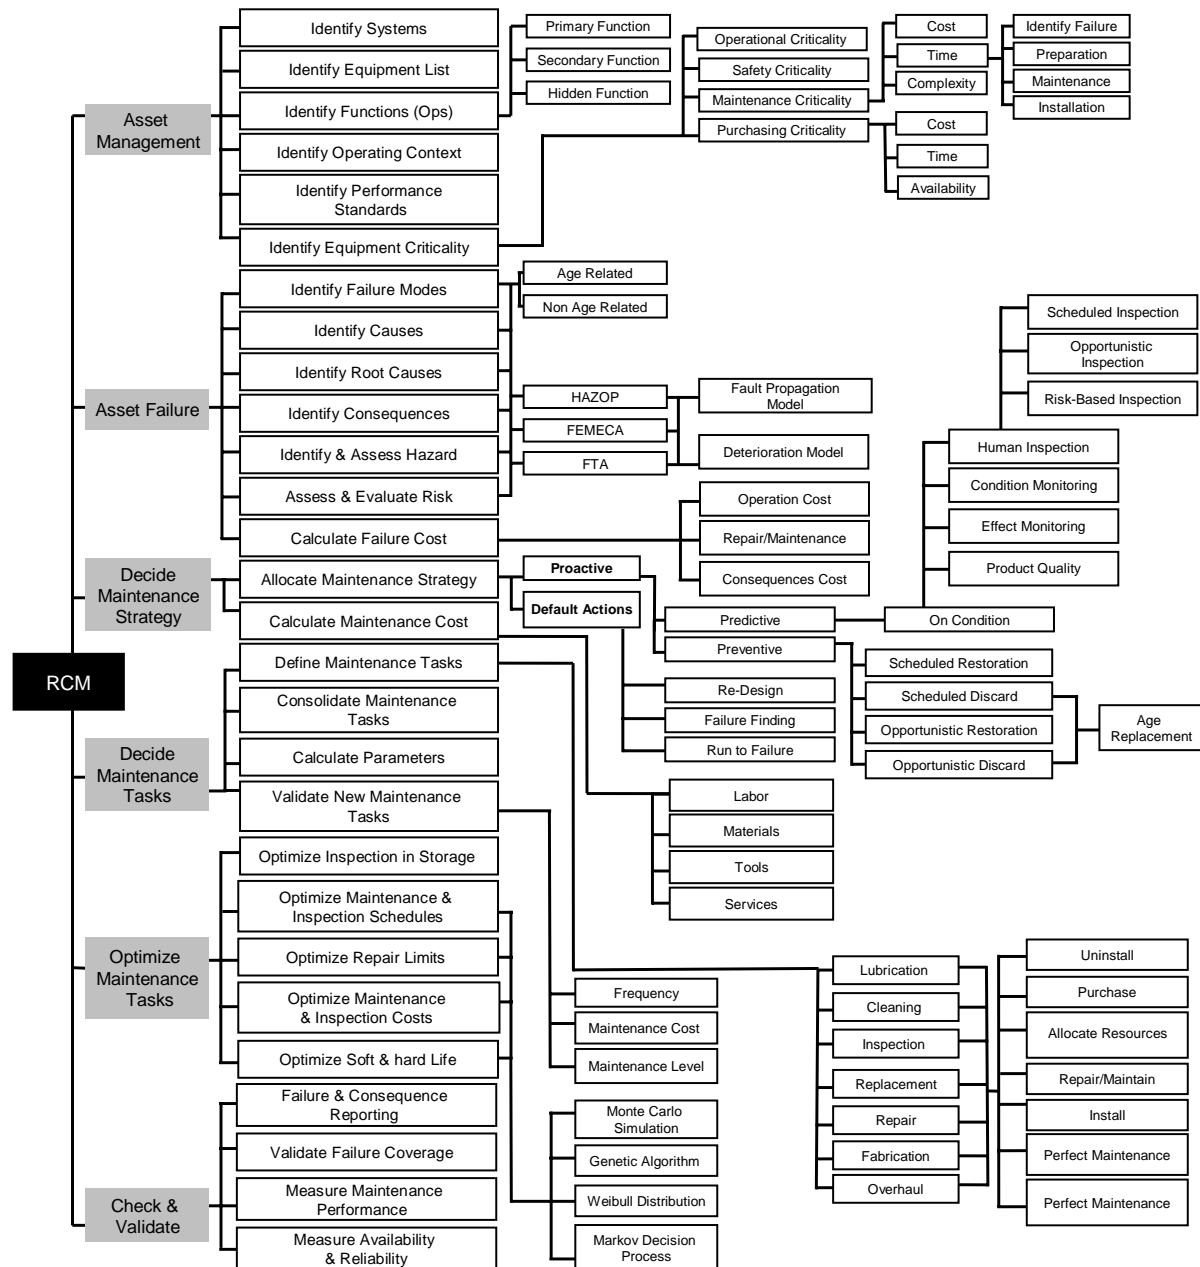 RCM
Asset
Management
Identify Systems
Identify Equipment List
Identify Functions (Ops)
Identify Operating Context
Identify Performance
Standards
Identify Equipment Criticality
Primary Function
Secondary Function
Hidden Function
Operational Criticality
Safety Criticality
Maintenance Criticality
Purchasing Criticality
Cost
Time
Complexity
Identify Failure
Preparation
Maintenance
Installation
Cost
Time
Availability
Asset Failure
Identify Failure Modes
Identify Causes
Identify Root Causes
Identify Consequences
Identify & Assess Hazard
Assess & Evaluate Risk
Calculate Failure Cost
Age Related
Non Age Related
HAZOP
FEMECA
FTA
Fault Propagation
Model
Deterioration Model
Operation Cost
Repair/Maintenance
Consequences Cost
Decide
Maintenance
Strategy
Allocate Maintenance Strategy
Calculate Maintenance Cost
Proactive
Default Actions
Predictive
Preventive
On Condition
Human Inspection
Condition Monitoring
Effect Monitoring
Product Quality
Scheduled Inspection
Opportunistic
Inspection
Risk-Based Inspection
Scheduled Restoration
Scheduled Discard
Opportunistic Restoration
Opportunistic Discard
Age
Replacement
Re-Design
Failure Finding
Run to Failure
Labor
Materials
Tools
Services
Decide
Maintenance
Tasks
Define Maintenance Tasks
Consolidate Maintenance
Tasks
Calculate Parameters
Validate New Maintenance
Tasks
Lubrication
Cleaning
Inspection
Replacement
Repair
Fabrication
Overhaul
Uninstall
Purchase
Allocate Resources
Repair/Maintain
Install
Perfect Maintenance
Perfect Maintenance
Frequency
Maintenance Cost
Maintenance Level
Optimize
Maintenance
Tasks
Optimize Inspection in Storage
Optimize Maintenance &
Inspection Schedules
Optimize Repair Limits
Optimize Maintenance
& Inspection Costs
Optimize Soft & hard Life
Monte Carlo
Simulation
Genetic Algorithm
Weibull Distribution
Markov Decision
Process
Check &
Validate
Failure & Consequence
Reporting
Validate Failure Coverage
Measure Maintenance
Performance
Measure Availability
& Reliability